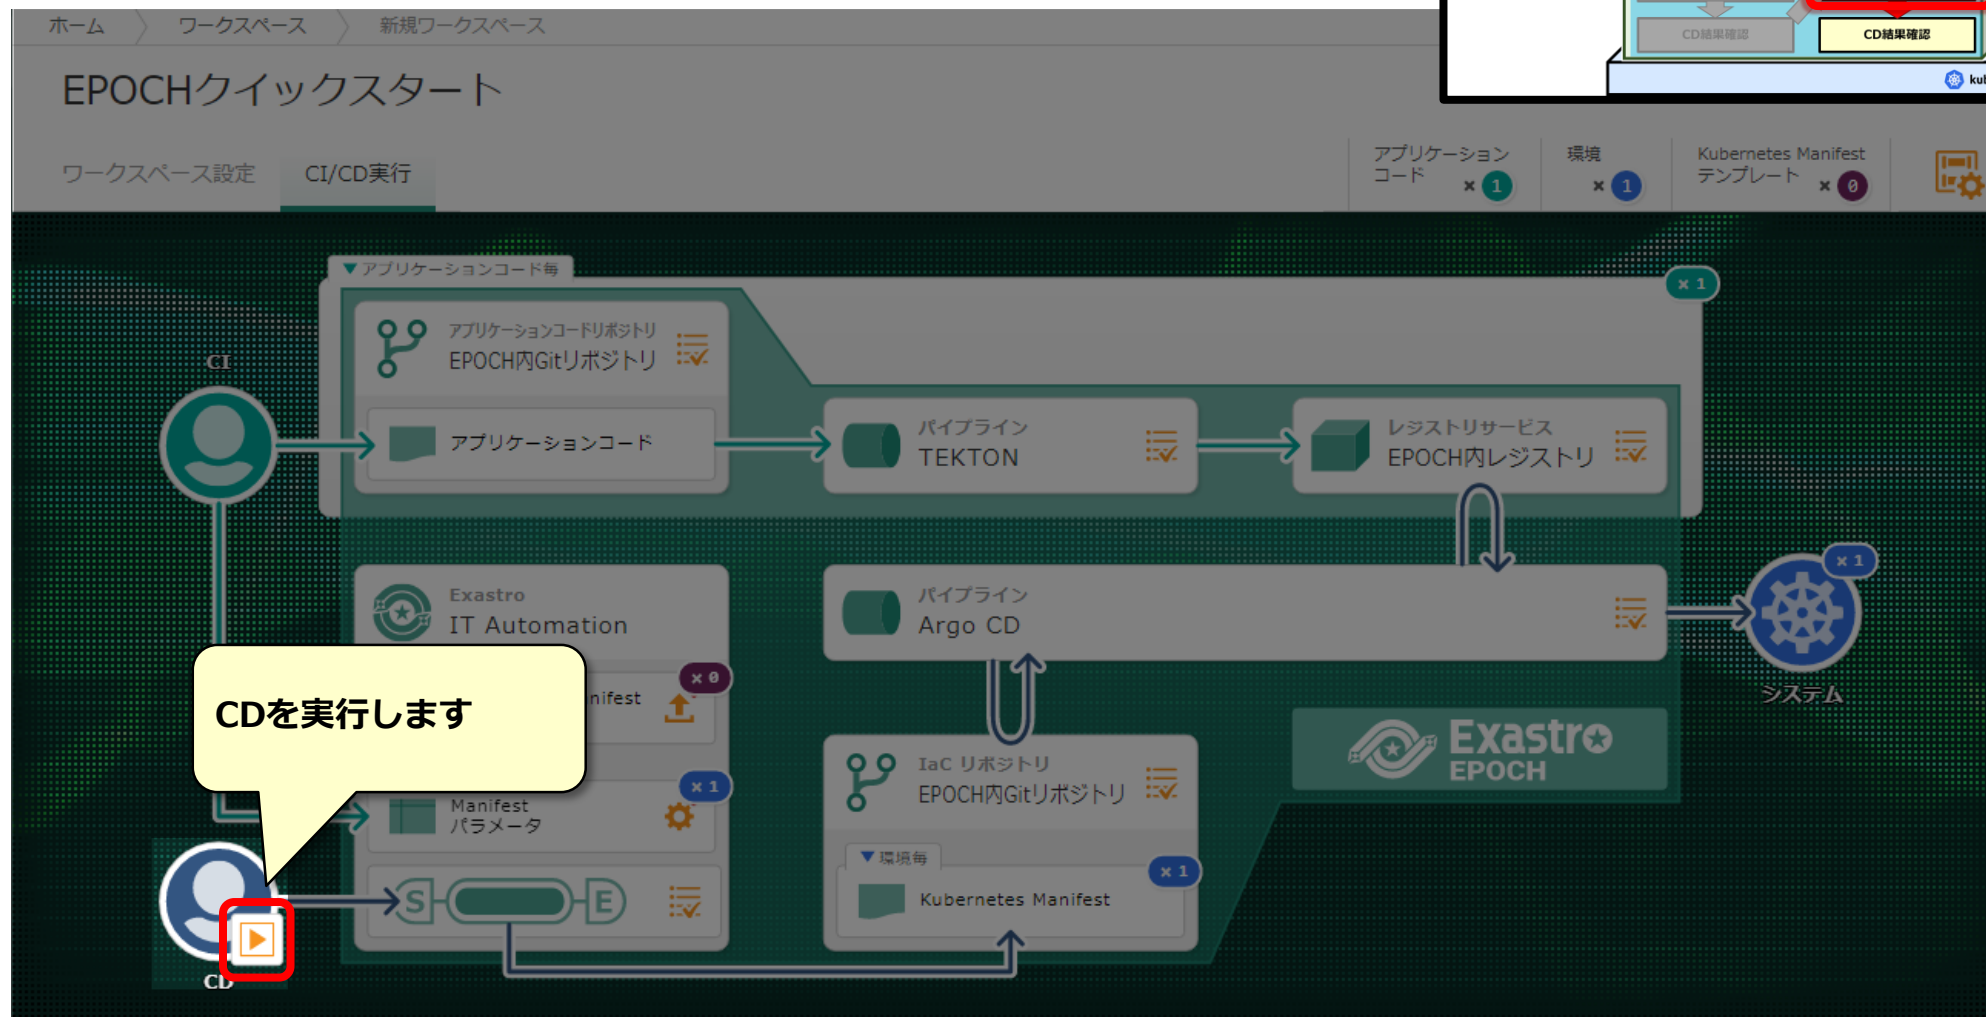 CD結果確認
CD結果確認
ホーム
ワークスペース
新規ワークスペース
EPOCHクイックスタート
ワークスペース設定
CI/CD実行
アプリケーション
コード
× 1
環境
× 1
Kubernetes Manifest
テンプレート
× 0
▼アプリケーションコード毎
× 1
CI
アプリケーションコードリポジトリ
EPOCH内Gitリポジトリ
アプリケーションコード
パイプライン
TEKTON
レジストリサービス
EPOCH内レジストリ
Exastro
IT Automation
パイプライン
Argo CD
× 1
システム
CDを実行します
× 0
Manifest
パラメータ
× 1
IaC リポジトリ
EPOCH内Gitリポジトリ
Exastro
EPOCH
▼環境毎
× 1
Kubernetes Manifest
S
E
CD